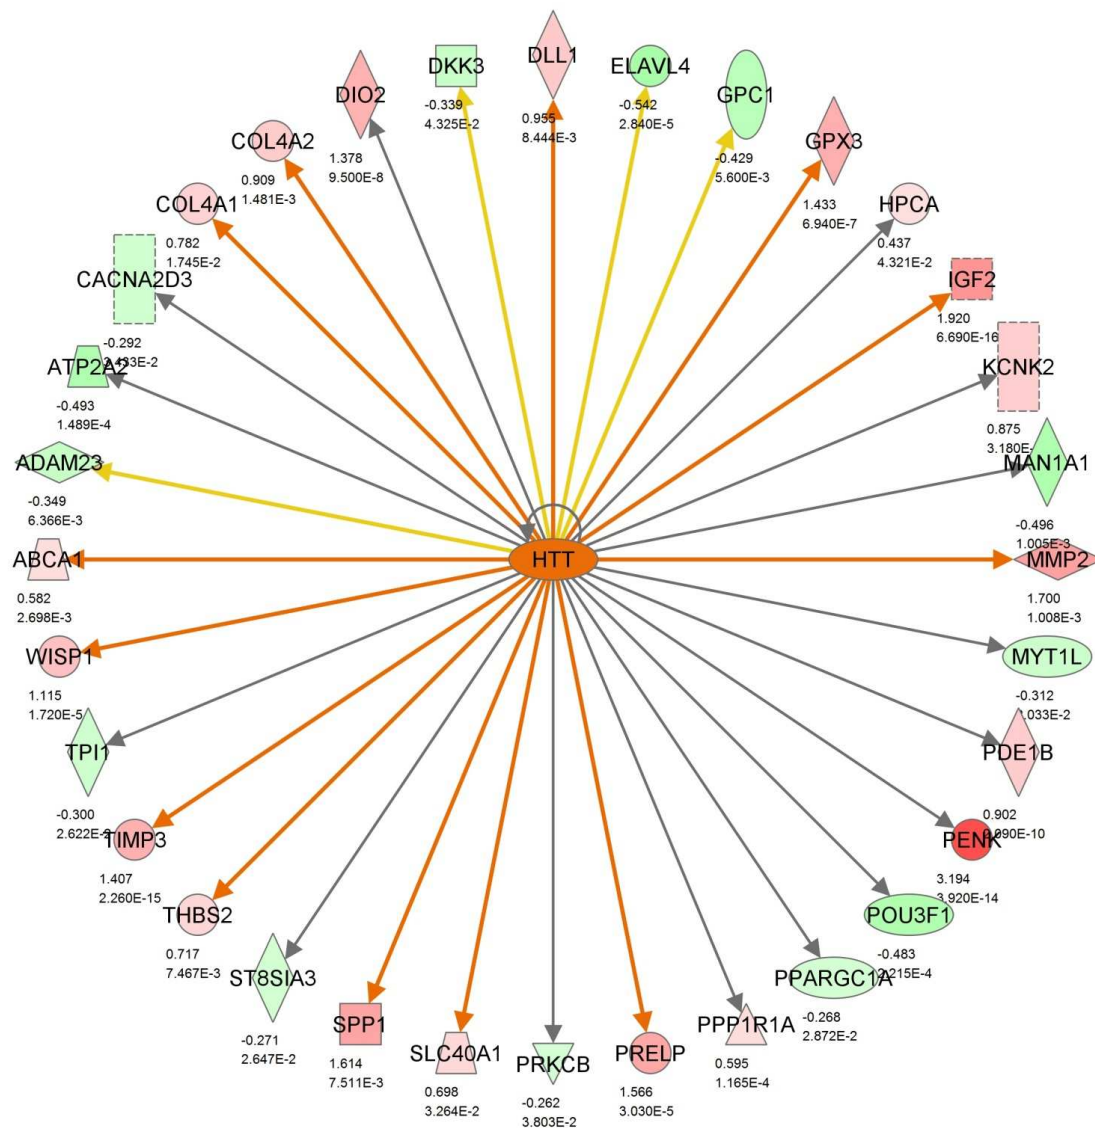 DLL1
0.955
8.444E-3
ELAVL4
-0.542
2.840E-5
GPC1
-0.429
5.600E-3
GPX3
1.433
6.940E-7
HPCA
0.437
4.321E-2
IGF2
1.920
6.690E-16
KCNK2
0.875
MAN1A1
-0.496
1.005E-3
MMP2
1.700
1.008E-3
MYT1L
-0.312
PDE1B
0.902
PENK
3.194
3.920E-14
POU3F1
-0.483
PPARGC1A
-0.268
2.872E-2
PPP1R1A
0.595
1.165E-4
PRELP
1.566
3.030E-5
PRKCB
-0.262
3.803E-2
SLC40A1
0.698
3.264E-2
SPP1
1.614
7.511E-3
ST8SIA3
-0.271
2.647E-2
THBS2
0.717
7.467E-3
TIMP3
1.407
2.260E-15
TPI1
-0.300
2.622E-2
WISP1
1.115
1.720E-5
ABCA1
0.582
2.698E-3
ADAM23
-0.349
6.366E-3
ATP2A2
-0.493
1.489E-4
CACNA2D3
-0.292
COL4A1
0.782
1.745E-2
COL4A2
0.909
1.481E-3
DIO2
1.378
9.500E-8
DKK3
-0.339
4.325E-2
HTT